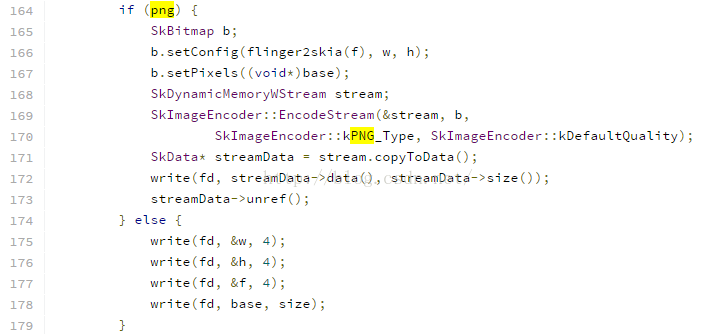 164 if (png) {
165 SkBitmap b;
166 b.setConfig(flinger2skia(f), w, h);
167 b.setPixels((void*)base);
168 SkDynamicMemoryWStream stream;
169 SkImageEncoder::EncodeStream(&stream, b,
170 SkImageEncoder::kPNG_Type, SkImageEncoder::kDefaultQuality);
171 SkData* streamData = stream.copyToData();
172 write(fd, streamData->data(), streamData->size());
173 streamData->unref();
174 } else {
175 write(fd, &w, 4);
176 write(fd, &h, 4);
177 write(fd, &f, 4);
178 write(fd, base, size);
179 }